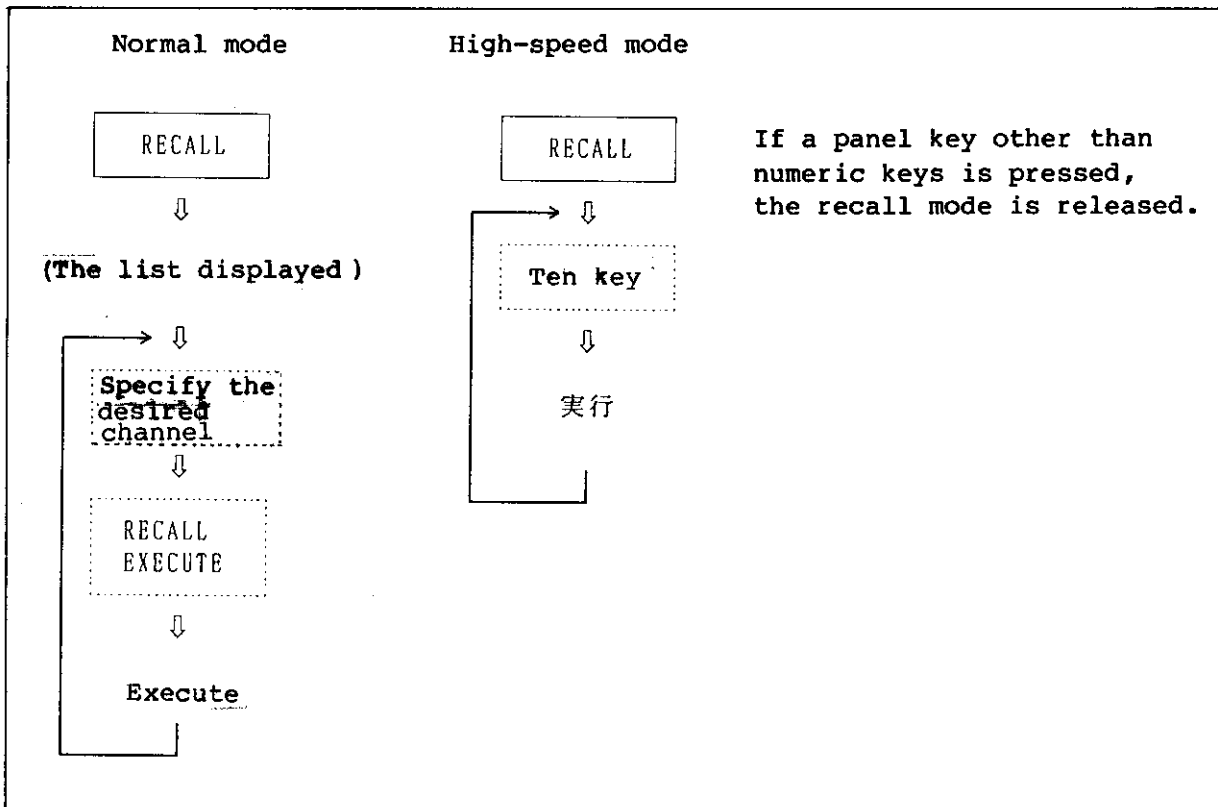 Normal mode
RECALL
(The list displayed )
Specify the
desired
channel
RECALL
EXECUTE
Execute
High-speed mode
RECALL
Ten key
実行
If a panel key other than
numeric keys is pressed,
the recall mode is released.